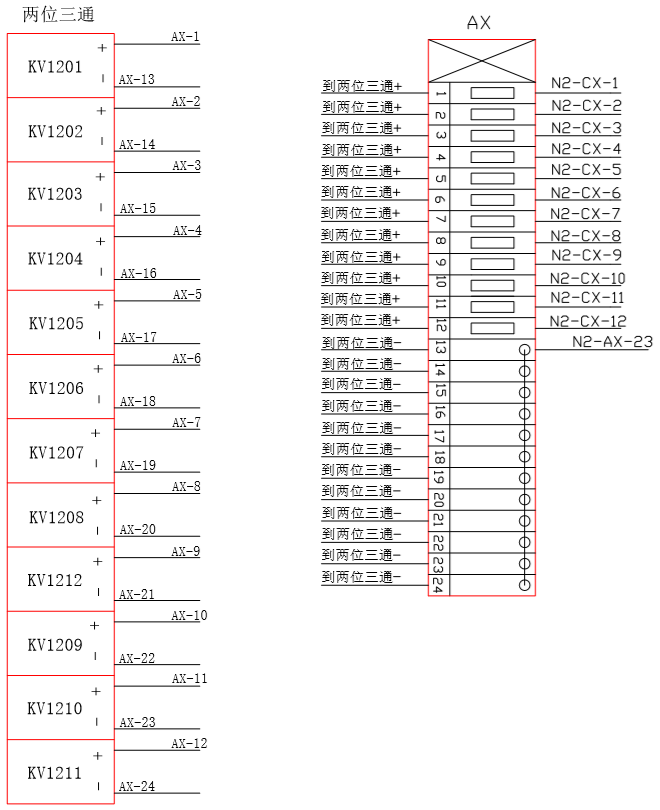 两位三通
KV1201
+
AX-1
-
AX-13
KV1202
+
AX-2
-
AX-14
KV1203
+
AX-3
-
AX-15
KV1204
+
AX-4
-
AX-16
KV1205
+
AX-5
-
AX-17
KV1206
+
AX-6
-
AX-18
KV1207
+
AX-7
-
AX-19
KV1208
+
AX-8
-
AX-20
KV1212
+
AX-9
-
AX-21
KV1209
+
AX-10
-
AX-22
KV1210
+
AX-11
-
AX-23
KV1211
+
AX-12
-
AX-24
AX
到两位三通+ 1 N2-CX-1
到两位三通+ 2 N2-CX-2
到两位三通+ 3 N2-CX-3
到两位三通+ 4 N2-CX-4
到两位三通+ 5 N2-CX-5
到两位三通+ 6 N2-CX-6
到两位三通+ 7 N2-CX-7
到两位三通+ 8 N2-CX-8
到两位三通+ 9 N2-CX-9
到两位三通+ 10 N2-CX-10
到两位三通+ 11 N2-CX-11
到两位三通+ 12 N2-CX-12
到两位三通- 13 N2-AX-23
到两位三通- 14
到两位三通- 15
到两位三通- 16
到两位三通- 17
到两位三通- 18
到两位三通- 19
到两位三通- 20
到两位三通- 21
到两位三通- 22
到两位三通- 23
到两位三通- 24